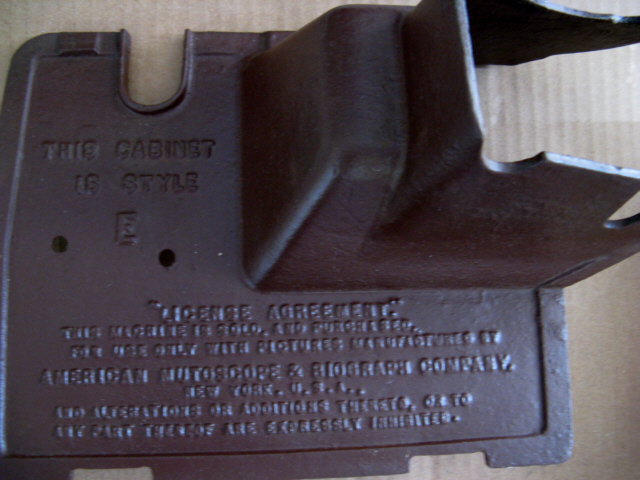 THIS CABINET
IS STYLE
E
"LICENSE AGREEMENT."
THIS MACHINE IS SOLD, AND PURCHASED,
FOR USE ONLY WITH PICTURES MANUFACTURED BY
AMERICAN MUTOSCOPE & BIOGRAPH COMPANY,
NEW YORK, U.S.A..
AND ALTERATIONS OR ADDITIONS THERETO, OR TO
ANY PART THEREOF ARE EXPRESSLY INHIBITED.